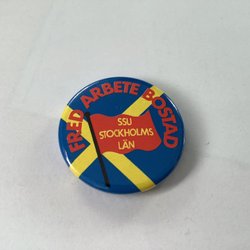 FRED ARBETE BOSTAD
SSU
STOCKHOLMS
LÄN